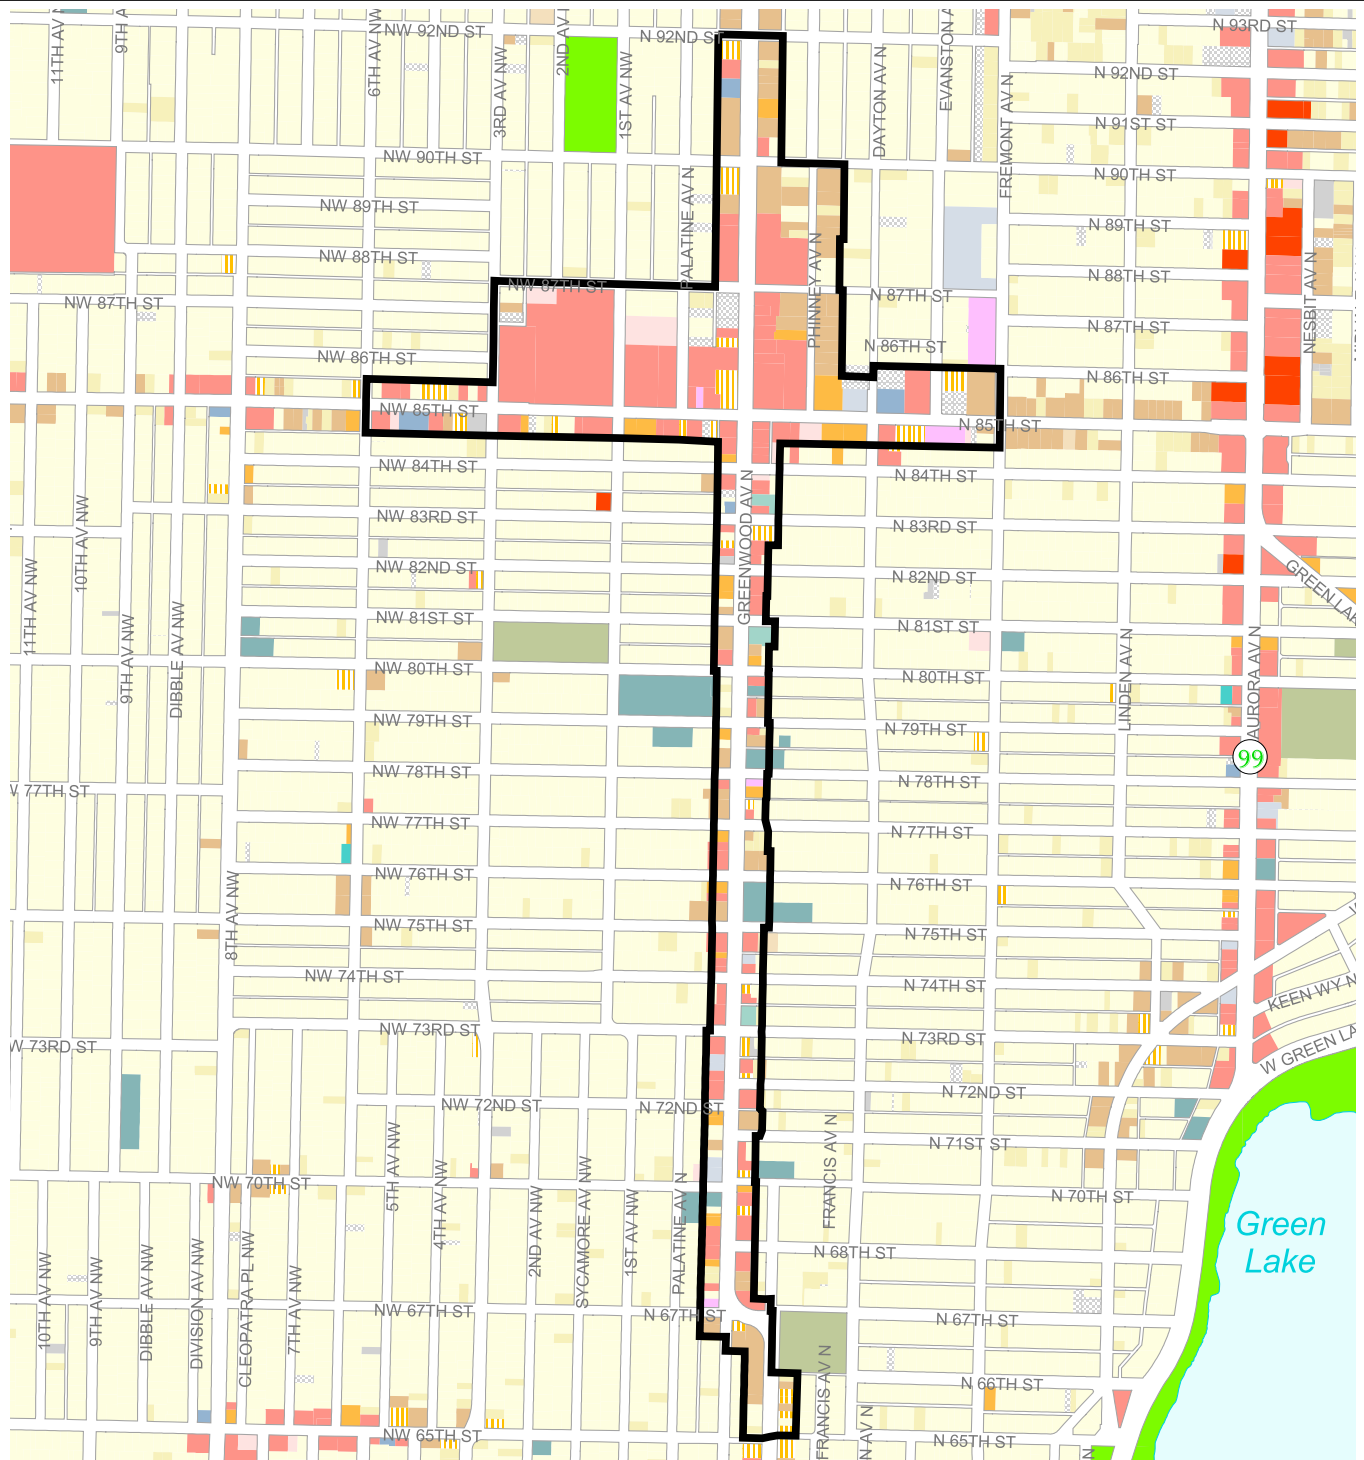 11TH AV N
9TH A
6TH AV NW
NW 92ND ST
3RD AV NW
2ND AV
1ST AV NW
N 92ND ST
DAYTON AV N
EVANSTON A
FREMONT AV N
N 93RD ST
N 92ND ST
N 91ST ST
N 90TH ST
NW 90TH ST
NW 89TH ST
N 89TH ST
PALATINE AV N
PHINNEY AV N
NW 88TH ST
N 88TH ST
NESBIT AV N
NW 87TH ST
NW 87TH ST
N 87TH ST
N 87TH ST
NW 86TH ST
N 86TH ST
N 86TH ST
NW 85TH ST
N 85TH ST
NW 84TH ST
N 84TH ST
GREENWOOD AV N
10TH AV NW
NW 83RD ST
N 83RD ST
11TH AV NW
NW 82ND ST
N 82ND ST
GREEN LAK
9TH AV NW
DIBBLE AV NW
NW 81ST ST
N 81ST ST
LINDEN AV N
AURORA AV N
NW 80TH ST
N 80TH ST
NW 79TH ST
N 79TH ST
99
NW 78TH ST
N 78TH ST
77TH ST
NW 77TH ST
N 77TH ST
8TH AV NW
NW 76TH ST
N 76TH ST
NW 75TH ST
N 75TH ST
NW 74TH ST
N 74TH ST
KEEN WY N
NW 73RD ST
W 73RD ST
N 73RD ST
W GREEN LA
NW 72ND ST
N 72ND ST
N 72ND ST
5TH AV NW
4TH AV NW
FRANCIS AV N
N 71ST ST
NW 70TH ST
N 70TH ST
2ND AV NW
SYCAMORE AV NW
1ST AV NW
PALATINE AV N
Green
Lake
N 68TH ST
10TH AV NW
9TH AV NW
DIBBLE AV NW
DIVISION AV NW
CLEOPATRA PL NW
7TH AV NW
NW 67TH ST
N 67TH ST
N 67TH ST
FRANCIS AV N
N 66TH ST
NW 65TH ST
FRANCIS AV N
N AV N
N 65TH ST
N